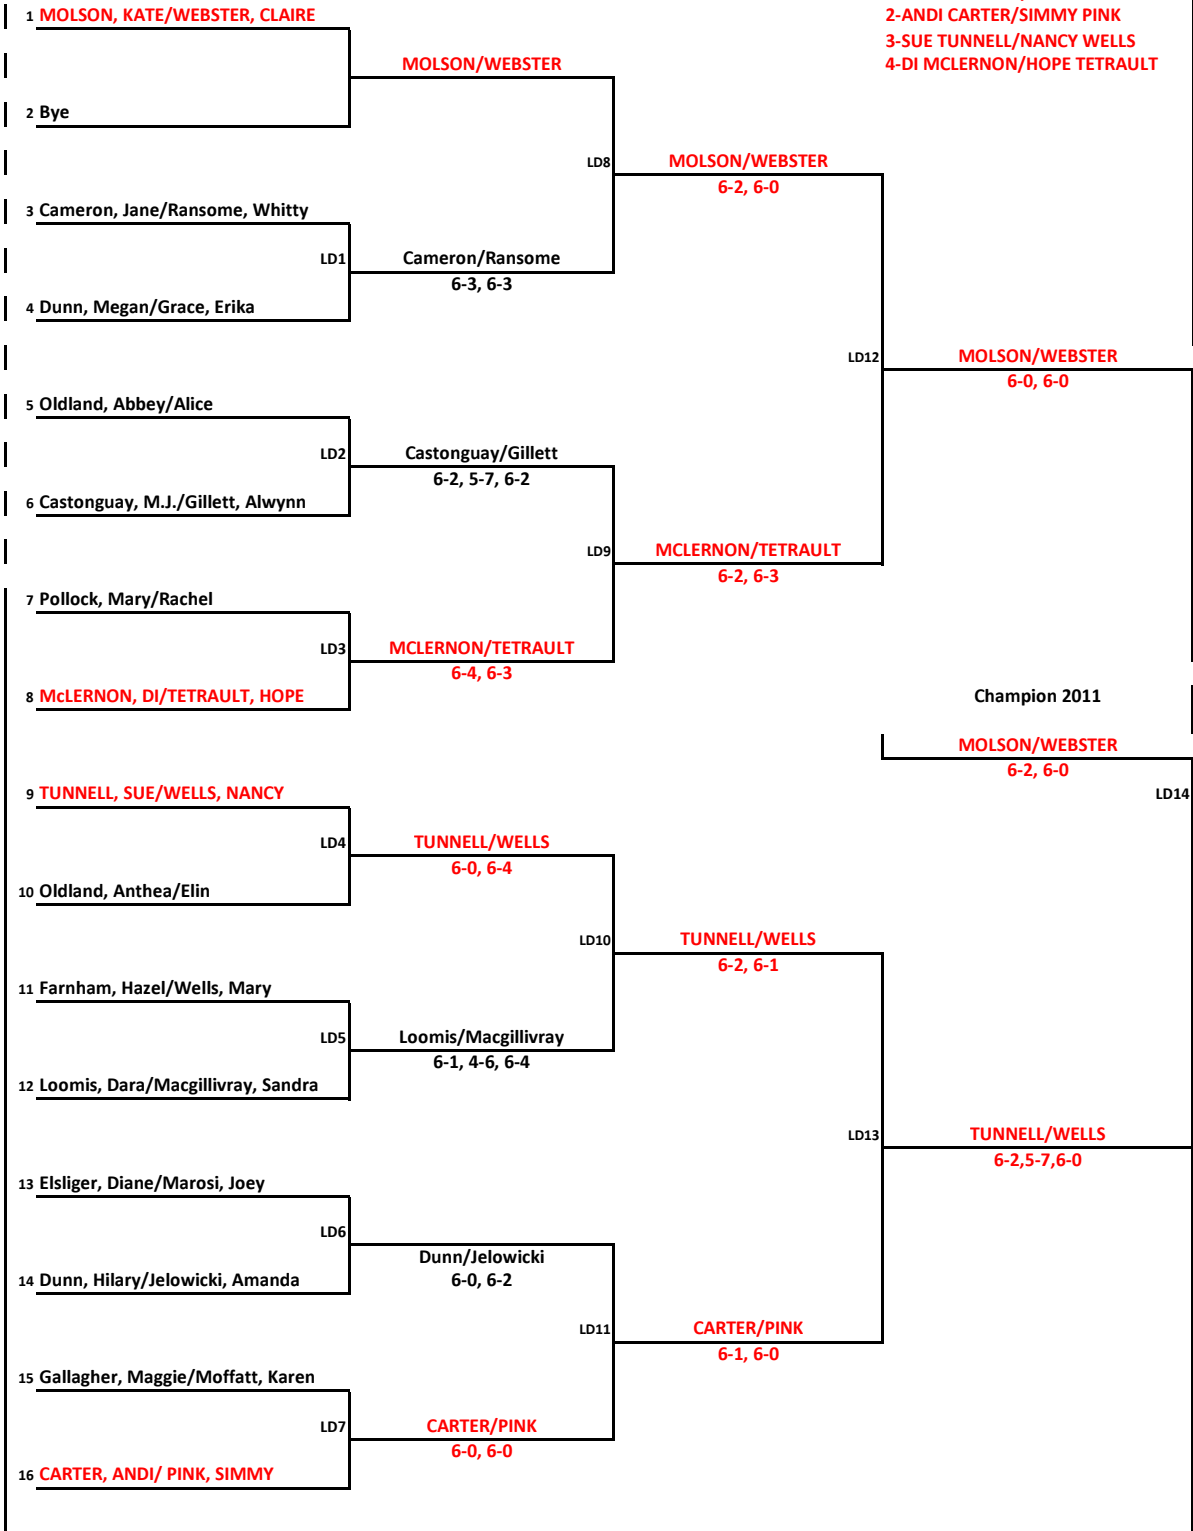 1 MOLSON, KATE/WEBSTER, CLAIRE
2-ANDI CARTER/SIMMY PINK
3-SUE TUNNELL/NANCY WELLS
4-DI MCLERNON/HOPE TETRAULT
MOLSON/WEBSTER
2 Bye
LD8
MOLSON/WEBSTER
6-2, 6-0
3 Cameron, Jane/Ransome, Whitty
LD1
Cameron/Ransome
6-3, 6-3
4 Dunn, Megan/Grace, Erika
LD12
MOLSON/WEBSTER
6-0, 6-0
5 Oldland, Abbey/Alice
LD2
Castonguay/Gillett
6-2, 5-7, 6-2
6 Castonguay, M.J./Gillett, Alwynn
LD9
MCLERNON/TETRAULT
6-2, 6-3
7 Pollock, Mary/Rachel
LD3
MCLERNON/TETRAULT
6-4, 6-3
8 McLERNON, DI/TETRAULT, HOPE
Champion 2011
MOLSON/WEBSTER
6-2, 6-0
LD14
9 TUNNELL, SUE/WELLS, NANCY
LD4
TUNNELL/WELLS
6-0, 6-4
10 Oldland, Anthea/Elin
LD10
TUNNELL/WELLS
6-2, 6-1
11 Farnham, Hazel/Wells, Mary
LD5
Loomis/Macgillivray
6-1, 4-6, 6-4
12 Loomis, Dara/Macgillivray, Sandra
LD13
TUNNELL/WELLS
6-2,5-7,6-0
13 Elsliger, Diane/Marosi, Joey
LD6
Dunn/Jelowicki
6-0, 6-2
14 Dunn, Hilary/Jelowicki, Amanda
LD11
CARTER/PINK
6-1, 6-0
15 Gallagher, Maggie/Moffatt, Karen
LD7
CARTER/PINK
6-0, 6-0
16 CARTER, ANDI/ PINK, SIMMY